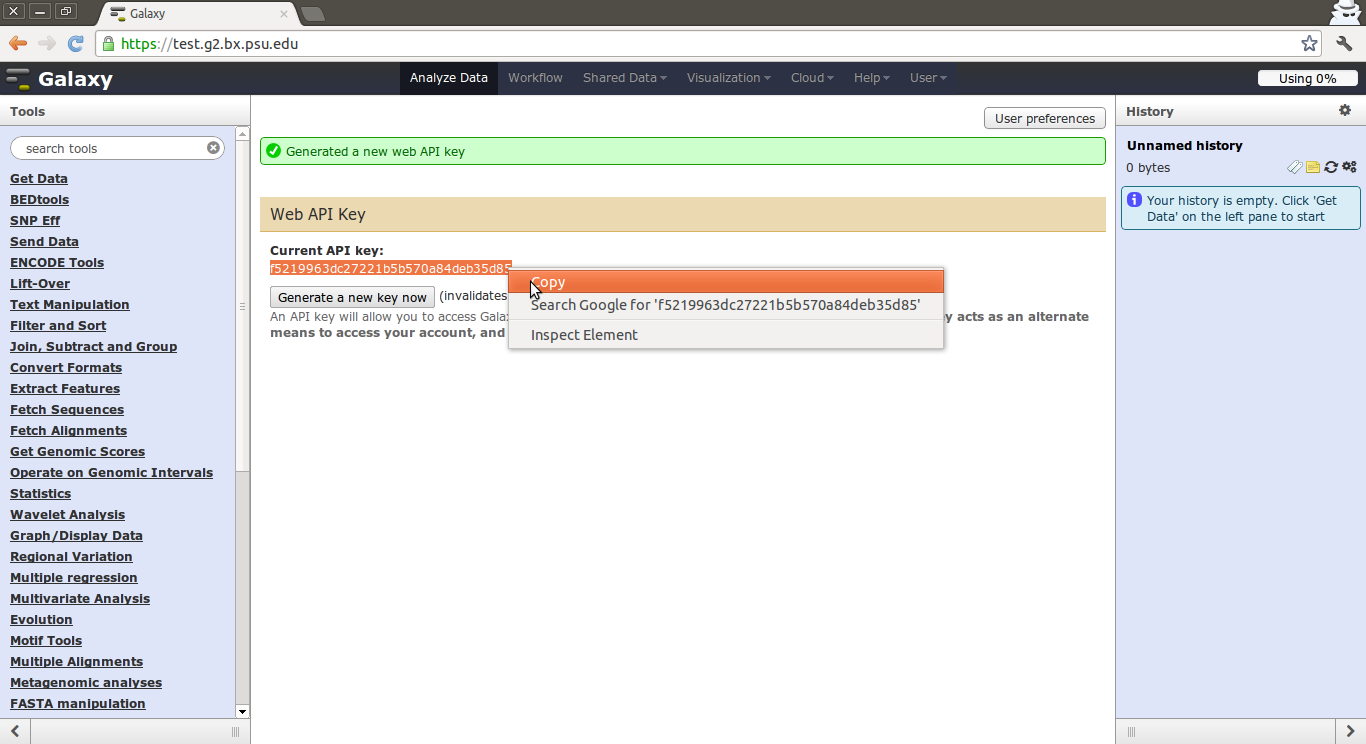 Galaxy
https://test.g2.bx.psu.edu
Galaxy
Analyze Data Workflow Shared Data Visualization Cloud Help User
Using 0%
Tools
search tools
Get Data
BEDtools
SNP Eff
Send Data
ENCODE Tools
Lift-Over
Text Manipulation
Filter and Sort
Join, Subtract and Group
Convert Formats
Extract Features
Fetch Sequences
Fetch Alignments
Get Genomic Scores
Operate on Genomic Intervals
Statistics
Wavelet Analysis
Graph/Display Data
Regional Variation
Multiple regression
Multivariate Analysis
Evolution
Motif Tools
Multiple Alignments
Metagenomic analyses
FASTA manipulation
User preferences
Generated a new web API key
Web API Key
Current API key:
f5219963dc27221b5b570a84deb35d85
Generate a new key now (invalidates
An API key will allow you to access Gala y acts as an alternate
means to access your account, and
Copy
Search Google for 'f5219963dc27221b5b570a84deb35d85'
Inspect Element
History
Unnamed history
0 bytes
Your history is empty. Click 'Get
Data' on the left pane to start